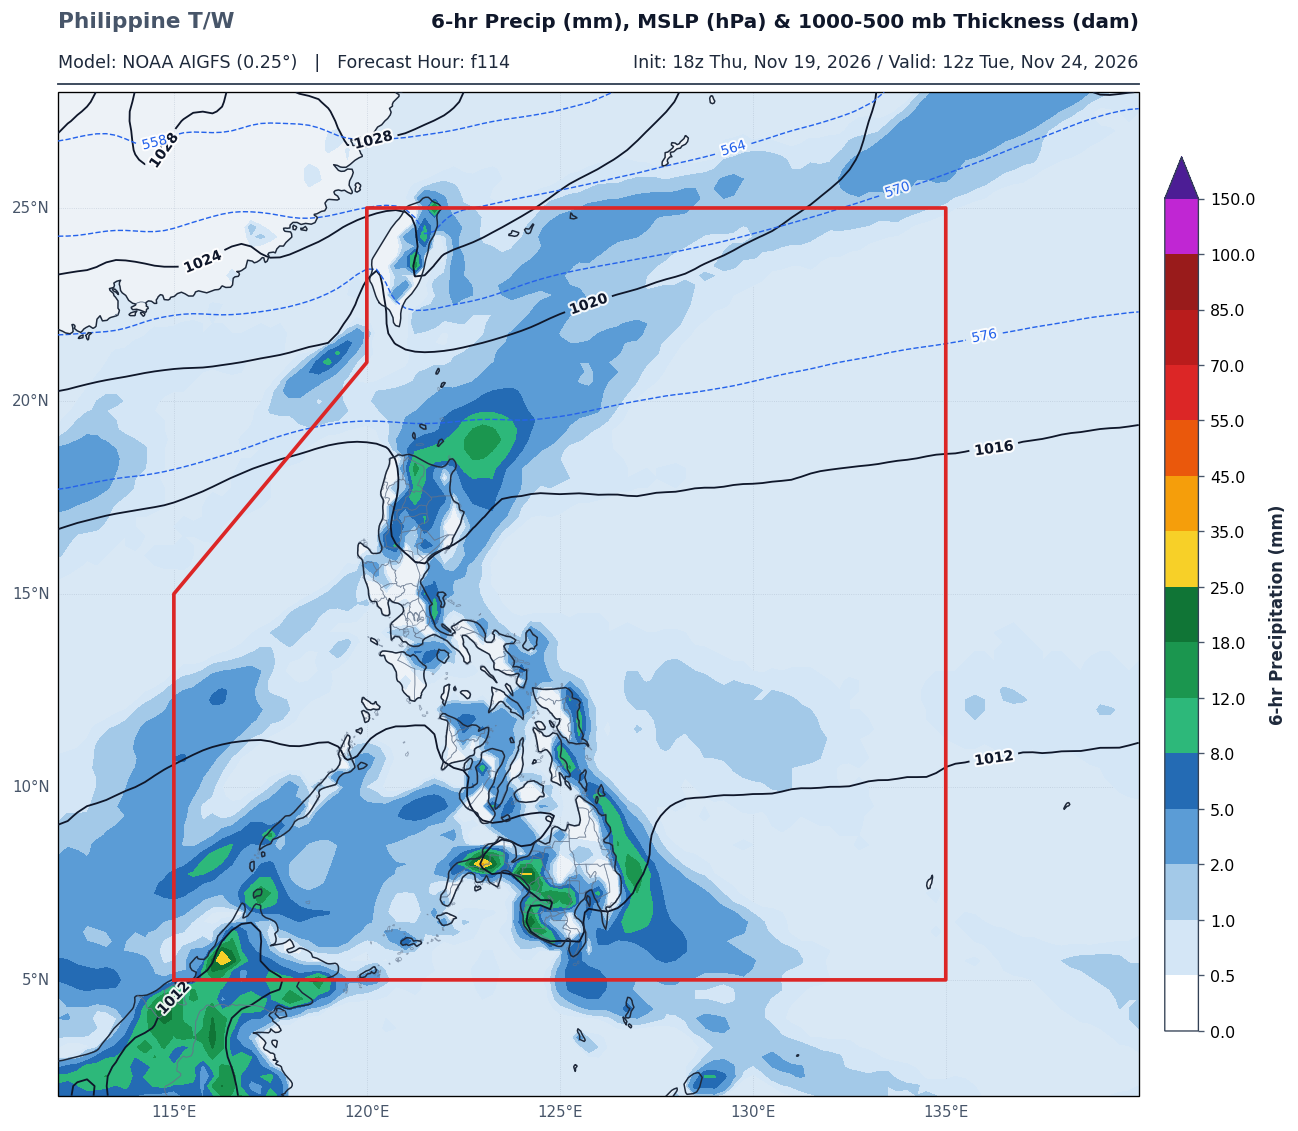 Philippine T/W
6-hr Precip (mm), MSLP (hPa) & 1000-500 mb Thickness (dam)
Model: NOAA AIGFS (0.25°) | Forecast Hour: f114
Init: 18z Thu, Nov 19, 2026 / Valid: 12z Tue, Nov 24, 2026
558
1028
1028
564
570
1024
1020
576
1016
1012
1012
25°N
20°N
15°N
10°N
5°N
115°E
120°E
125°E
130°E
135°E
150.0
100.0
85.0
70.0
55.0
45.0
35.0
25.0
18.0
12.0
8.0
5.0
2.0
1.0
0.5
0.0
6-hr Precipitation (mm)